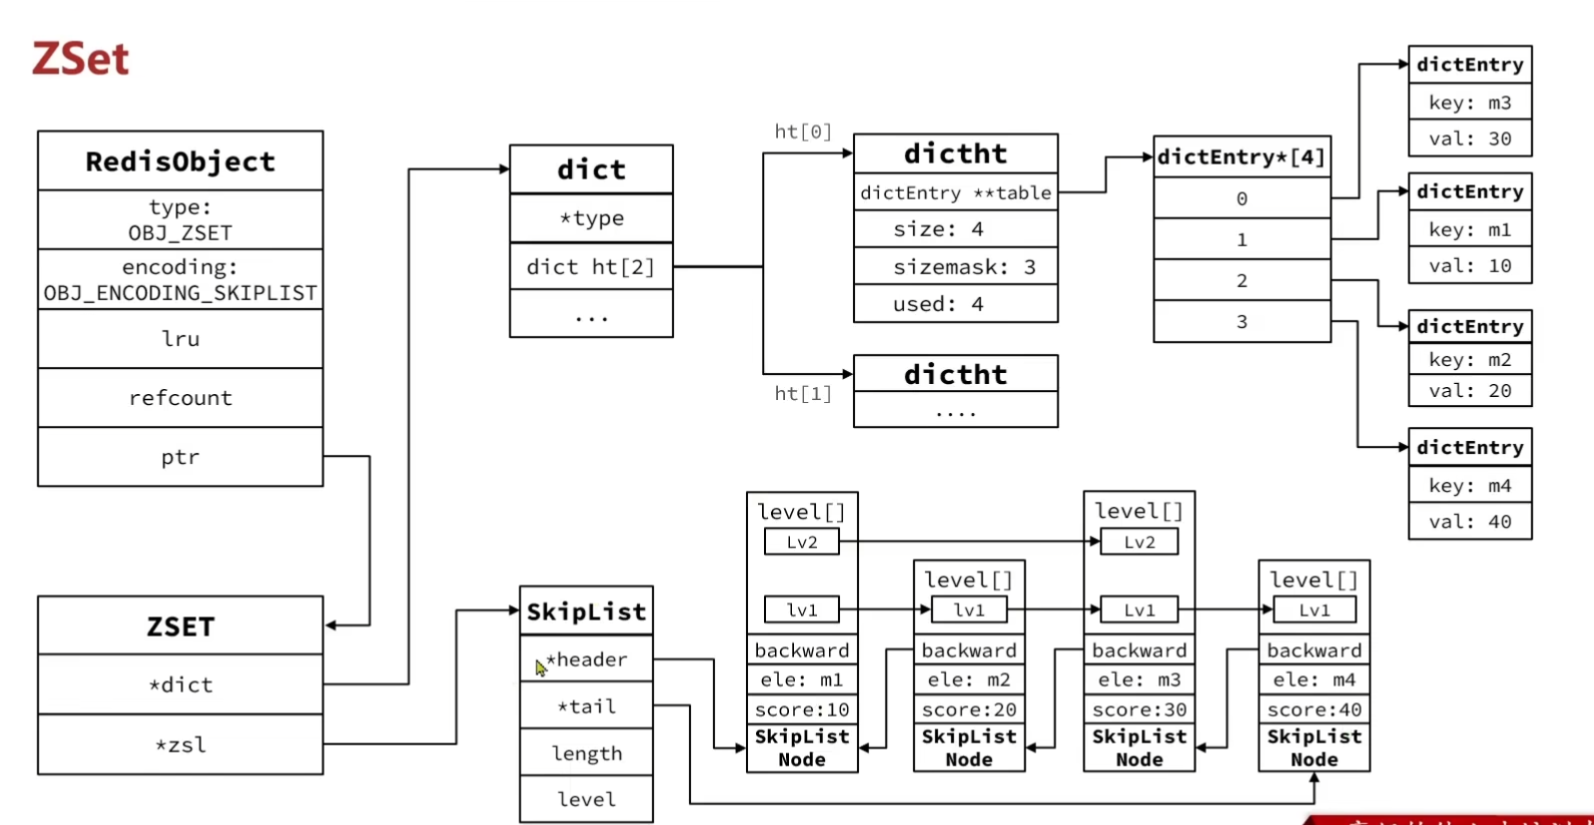 ZSet
RedisObject
type:
OBJ_ZSET
encoding:
OBJ_ENCODING_SKIPLIST
lru
refcount
ptr
ZSET
*dict
*zsl
dict
*type
dict ht[2]
...
ht[0]
dictht
dictEntry **table
size: 4
sizemask: 3
used: 4
ht[1]
dictht
....
dictEntry*[4]
0
1
2
3
dictEntry
key: m3
val: 30
dictEntry
key: m1
val: 10
dictEntry
key: m2
val: 20
dictEntry
key: m4
val: 40
SkipList
*header
*tail
length
level
level[]
Lv2
lv1
backward
ele: m1
score:10
SkipList
Node
level[]
lv1
backward
ele: m2
score:20
SkipList
Node
level[]
Lv2
Lv1
backward
ele: m3
score:30
SkipList
Node
level[]
Lv1
backward
ele: m4
score:40
SkipList
Node